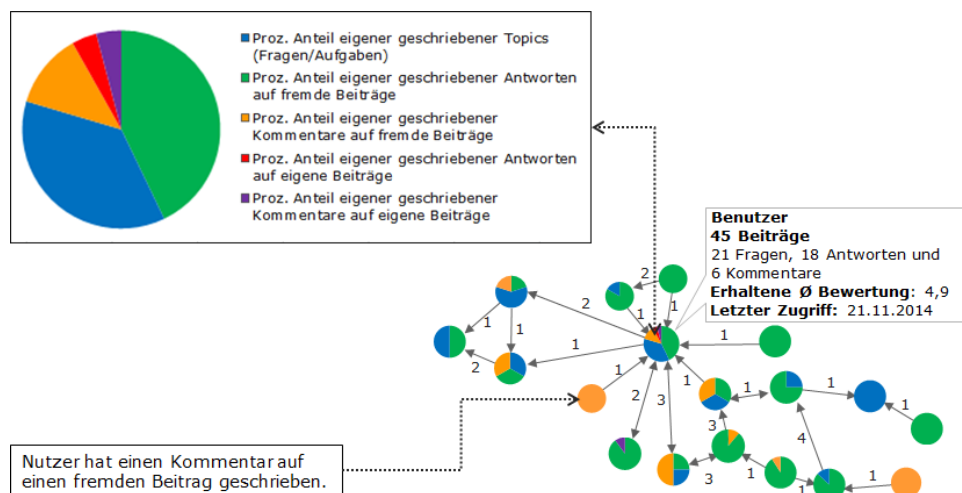 Proz. Anteil eigener geschriebener Topics
(Fragen/Aufgaben)
Proz. Anteil eigener geschriebener Antworten
auf fremde Beiträge
Proz. Anteil eigener geschriebener
Kommentare auf fremde Beiträge
Proz. Anteil eigener geschriebener Antworten
auf eigene Beiträge
Proz. Anteil eigener geschriebener
Kommentare auf eigene Beiträge
Benutzer
45 Beiträge
21 Fragen, 18 Antworten und
6 Kommentare
Erhaltene Ø Bewertung: 4,9
Letzter Zugriff: 21.11.2014
2
1
1
2
1
1
1
1
2
1
2
3
1
1
1
1
3
4
3
1
1
1
Nutzer hat einen Kommentar auf
einen fremden Beitrag geschrieben.